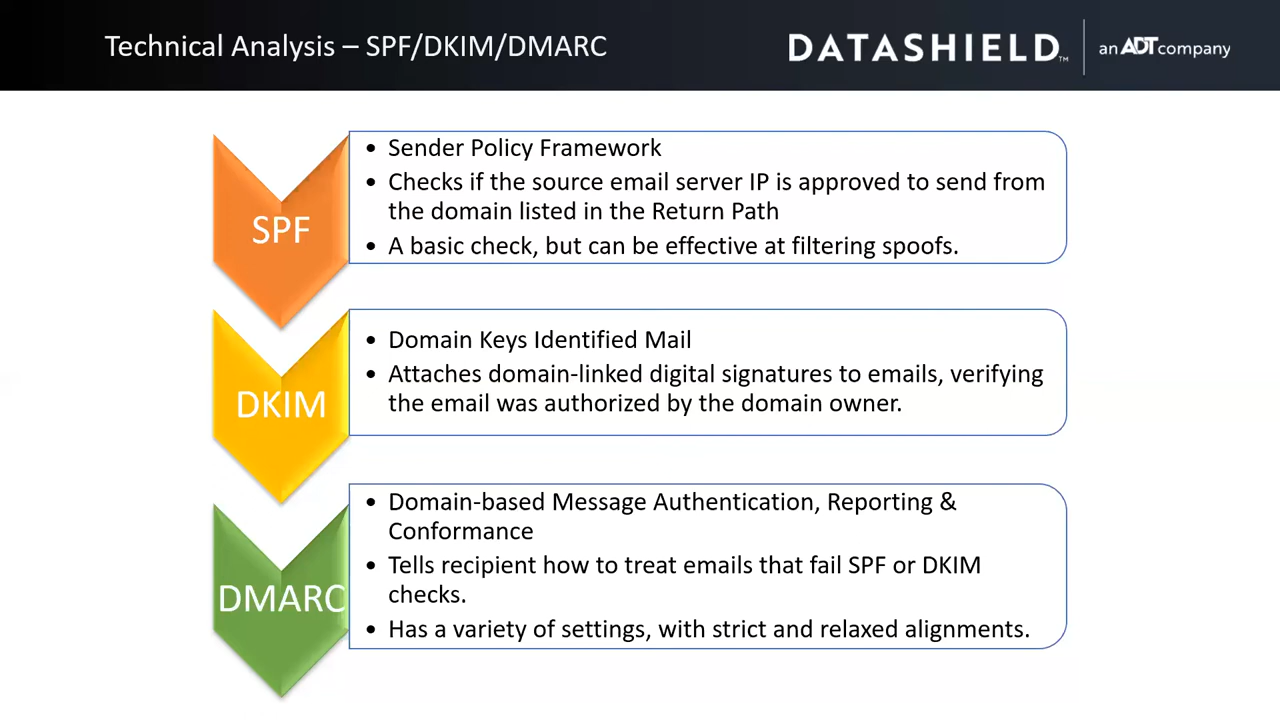 Technical Analysis – SPF/DKIM/DMARC
DATASHIELD™
an ADT company
SPF
• Sender Policy Framework
• Checks if the source email server IP is approved to send from
the domain listed in the Return Path
• A basic check, but can be effective at filtering spoofs.
DKIM
• Domain Keys Identified Mail
• Attaches domain-linked digital signatures to emails, verifying
the email was authorized by the domain owner.
DMARC
• Domain-based Message Authentication, Reporting &
Conformance
• Tells recipient how to treat emails that fail SPF or DKIM
checks.
• Has a variety of settings, with strict and relaxed alignments.